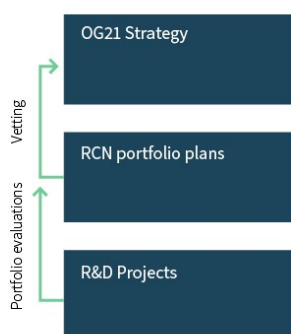 OG21 Strategy
Vetting
RCN portfolio plans
Portfolio evaluations
R&D Projects